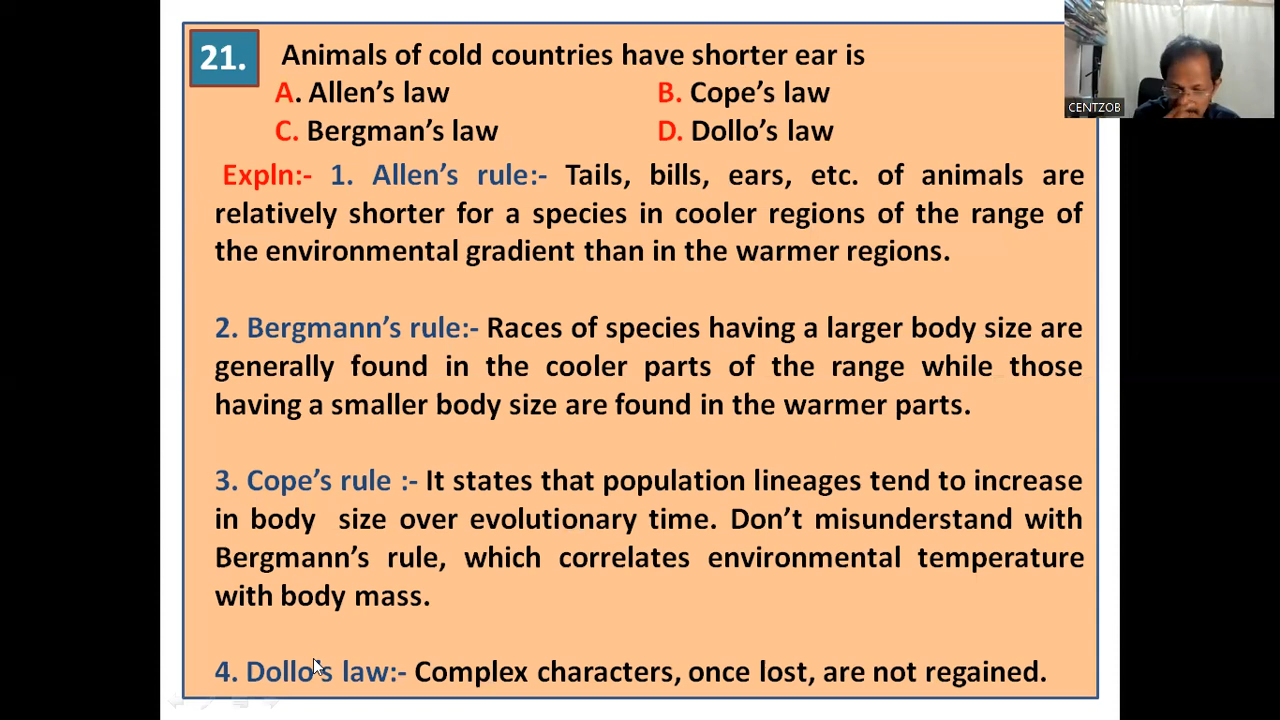 21. Animals of cold countries have shorter ear is
A. Allen’s law B. Cope’s law
C. Bergman’s law D. Dollo’s law
Expln:- 1. Allen’s rule:- Tails, bills, ears, etc. of animals are
relatively shorter for a species in cooler regions of the range of
the environmental gradient than in the warmer regions.
2. Bergmann’s rule:- Races of species having a larger body size are
generally found in the cooler parts of the range while those
having a smaller body size are found in the warmer parts.
3. Cope’s rule :- It states that population lineages tend to increase
in body size over evolutionary time. Don’t misunderstand with
Bergmann’s rule, which correlates environmental temperature
with body mass.
4. Dollo’s law:- Complex characters, once lost, are not regained.
CENTZOB